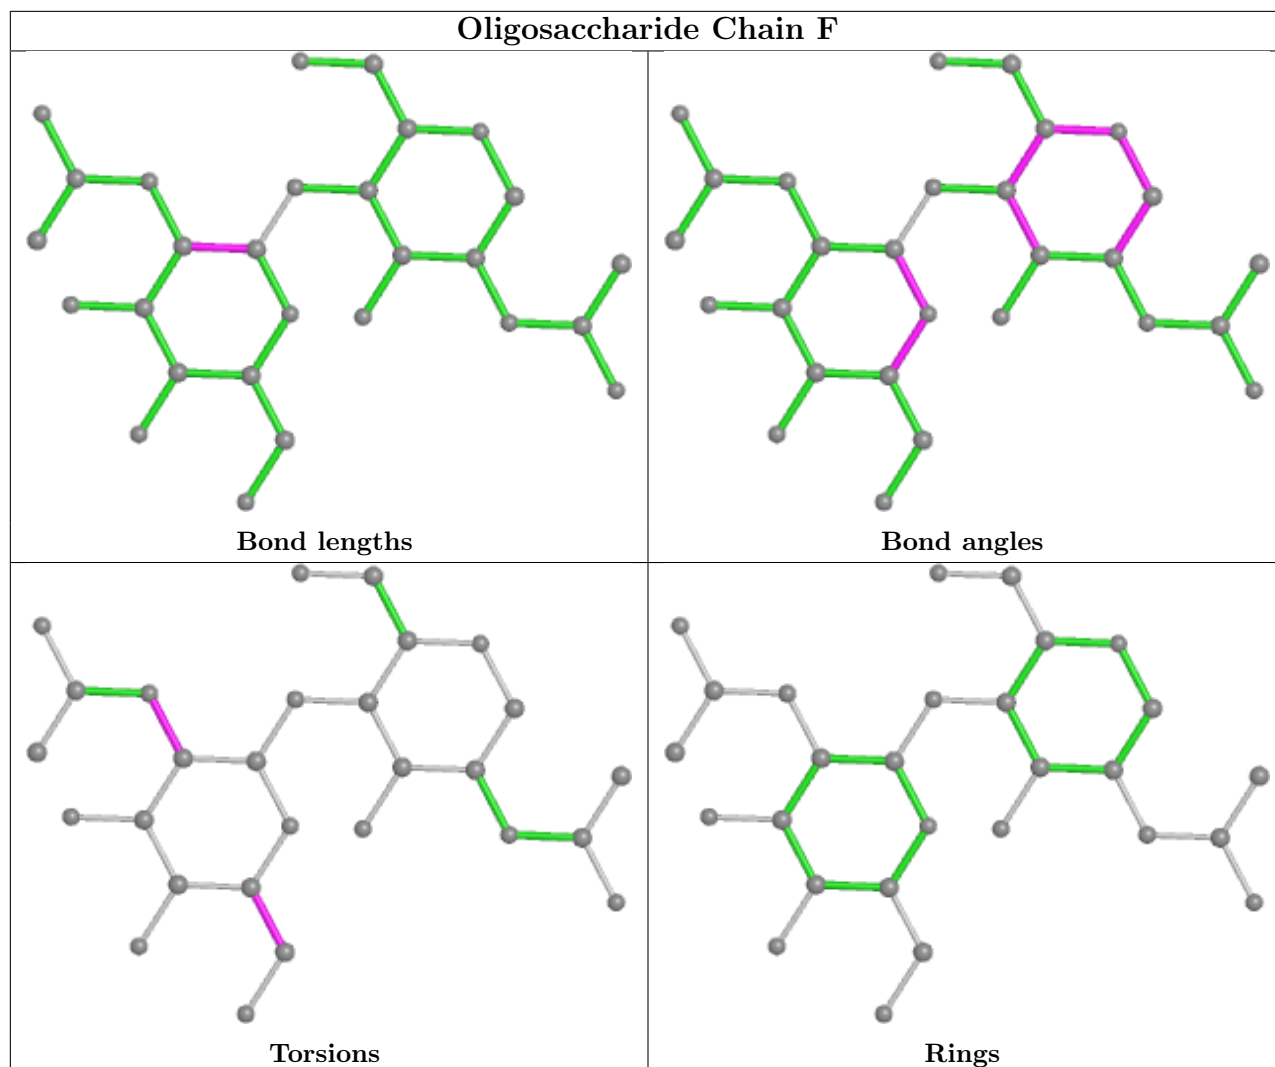 Oligosaccharide Chain F
Bond lengths
Bond angles
Torsions
Rings